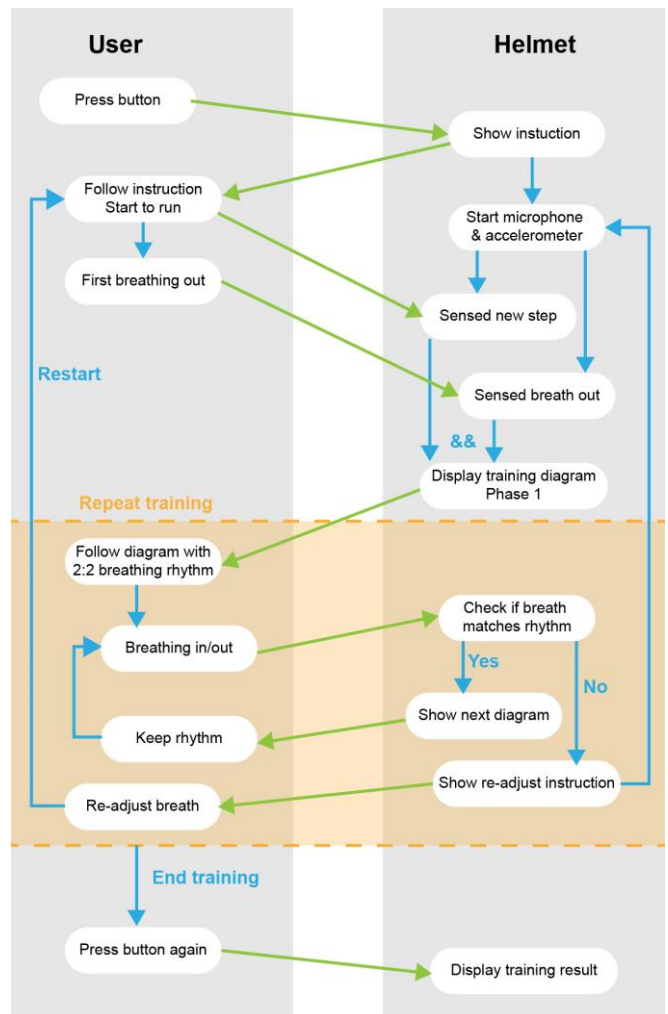 User
Helmet
Press button
Show instuction
Follow instruction
Start to run
Start microphone
& accelerometer
First breathing out
Sensed new step
Restart
Sensed breath out
&&
Display training diagram
Phase 1
Repeat training
Follow diagram with
2:2 breathing rhythm
Check if breath
matches rhythm
Breathing in/out
Yes
No
Show next diagram
Keep rhythm
Show re-adjust instruction
Re-adjust breath
End training
Press button again
Display training result